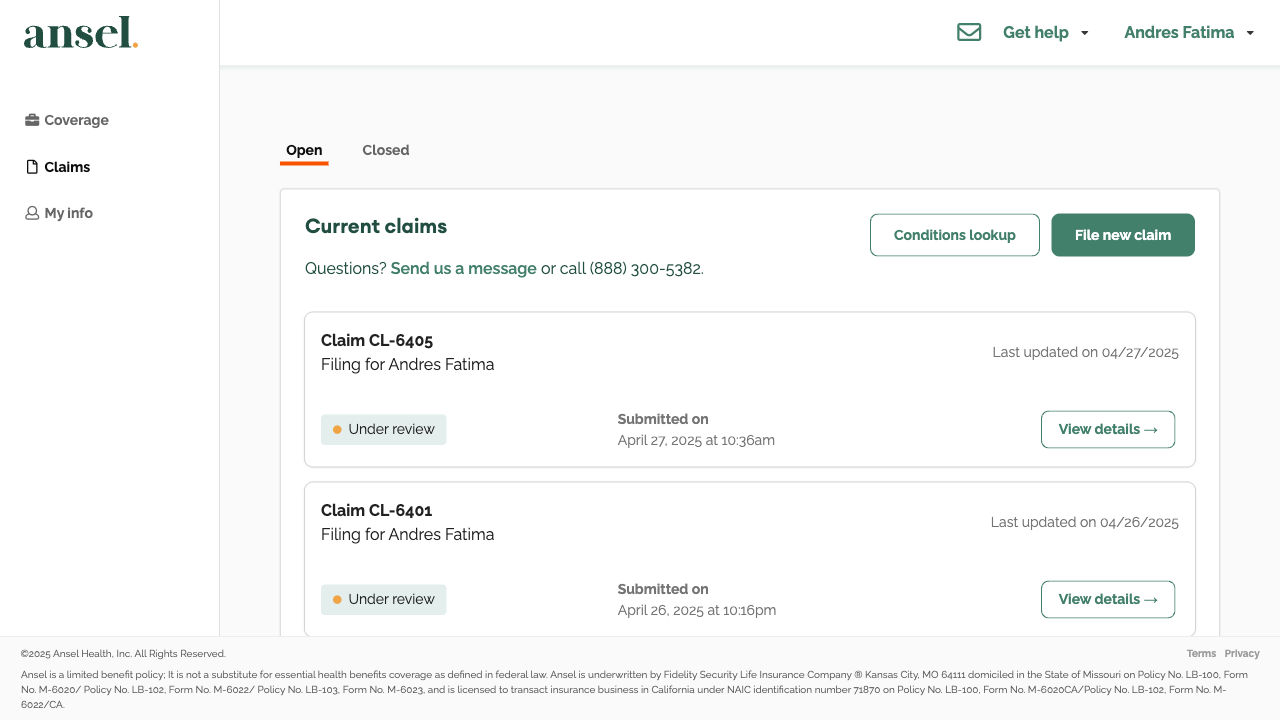 ansel.
Get help
Andres Fatima
Coverage
Claims
My info
Open
Closed
Current claims
Conditions lookup
File new claim
Questions? Send us a message or call (888) 300-5382.
Claim CL-6405
Filing for Andres Fatima
Last updated on 04/27/2025
Under review
Submitted on
April 27, 2025 at 10:36am
View details →
Claim CL-6401
Filing for Andres Fatima
Last updated on 04/26/2025
Under review
Submitted on
April 26, 2025 at 10:16pm
View details →
©2025 Ansel Health, Inc. All Rights Reserved.
Terms Privacy
Ansel is a limited benefit policy; It is not a substitute for essential health benefits coverage as defined in federal law. Ansel is underwritten by Fidelity Security Life Insurance Company ® Kansas City, MO 64111 domiciled in the State of Missouri on Policy No. LB-100, Form
No. M-6020/ Policy No. LB-102, Form No. M-6022/ Policy No. LB-103, Form No. M-6023, and is licensed to transact insurance business in California under NAIC identification number 71870 on Policy No. LB-100, Form No. M-6020CA/Policy No. LB-102, Form No. M-
6022/CA.